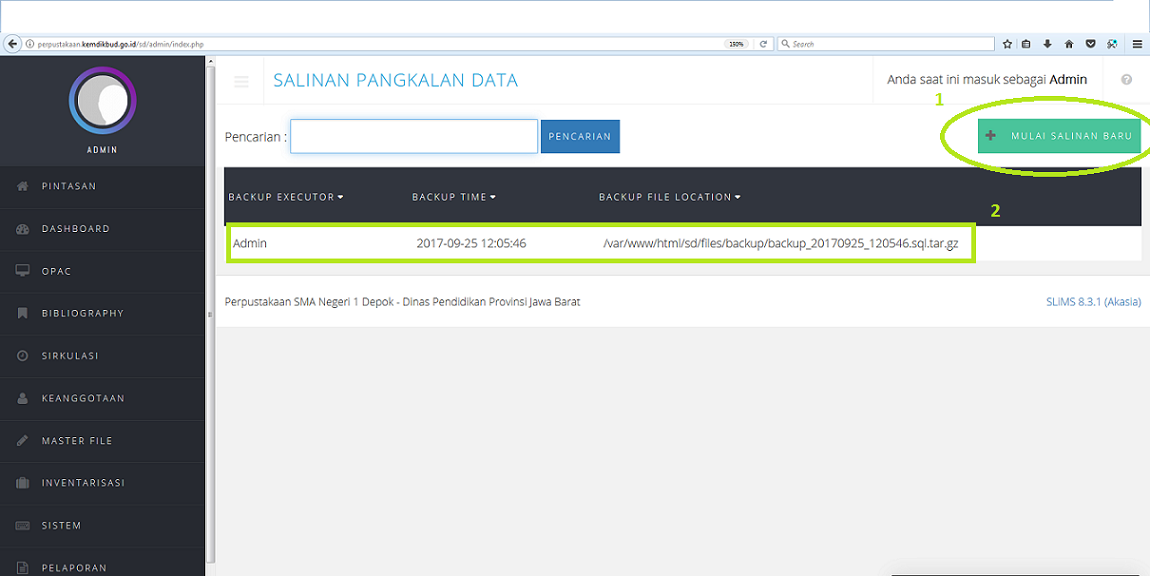 perpustakaan.kemdikbud.go.id/sd/admin/index.php
150%
Search
ADMIN
PINTASAN
DASHBOARD
OPAC
BIBLIOGRAPHY
SIRKULASI
KEANGGOTAAN
MASTER FILE
INVENTARISASI
SISTEM
PELAPORAN
SALINAN PANGKALAN DATA
Anda saat ini masuk sebagai Admin
1
Pencarian :
PENCARIAN
MULAI SALINAN BARU
BACKUP EXECUTOR BACKUP TIME BACKUP FILE LOCATION
2
Admin 2017-09-25 12:05:46 /var/www/html/sd/files/backup/backup_20170925_120546.sql.tar.gz
Perpustakaan SMA Negeri 1 Depok - Dinas Pendidikan Provinsi Jawa Barat
SLiMS 8.3.1 (Akasia)